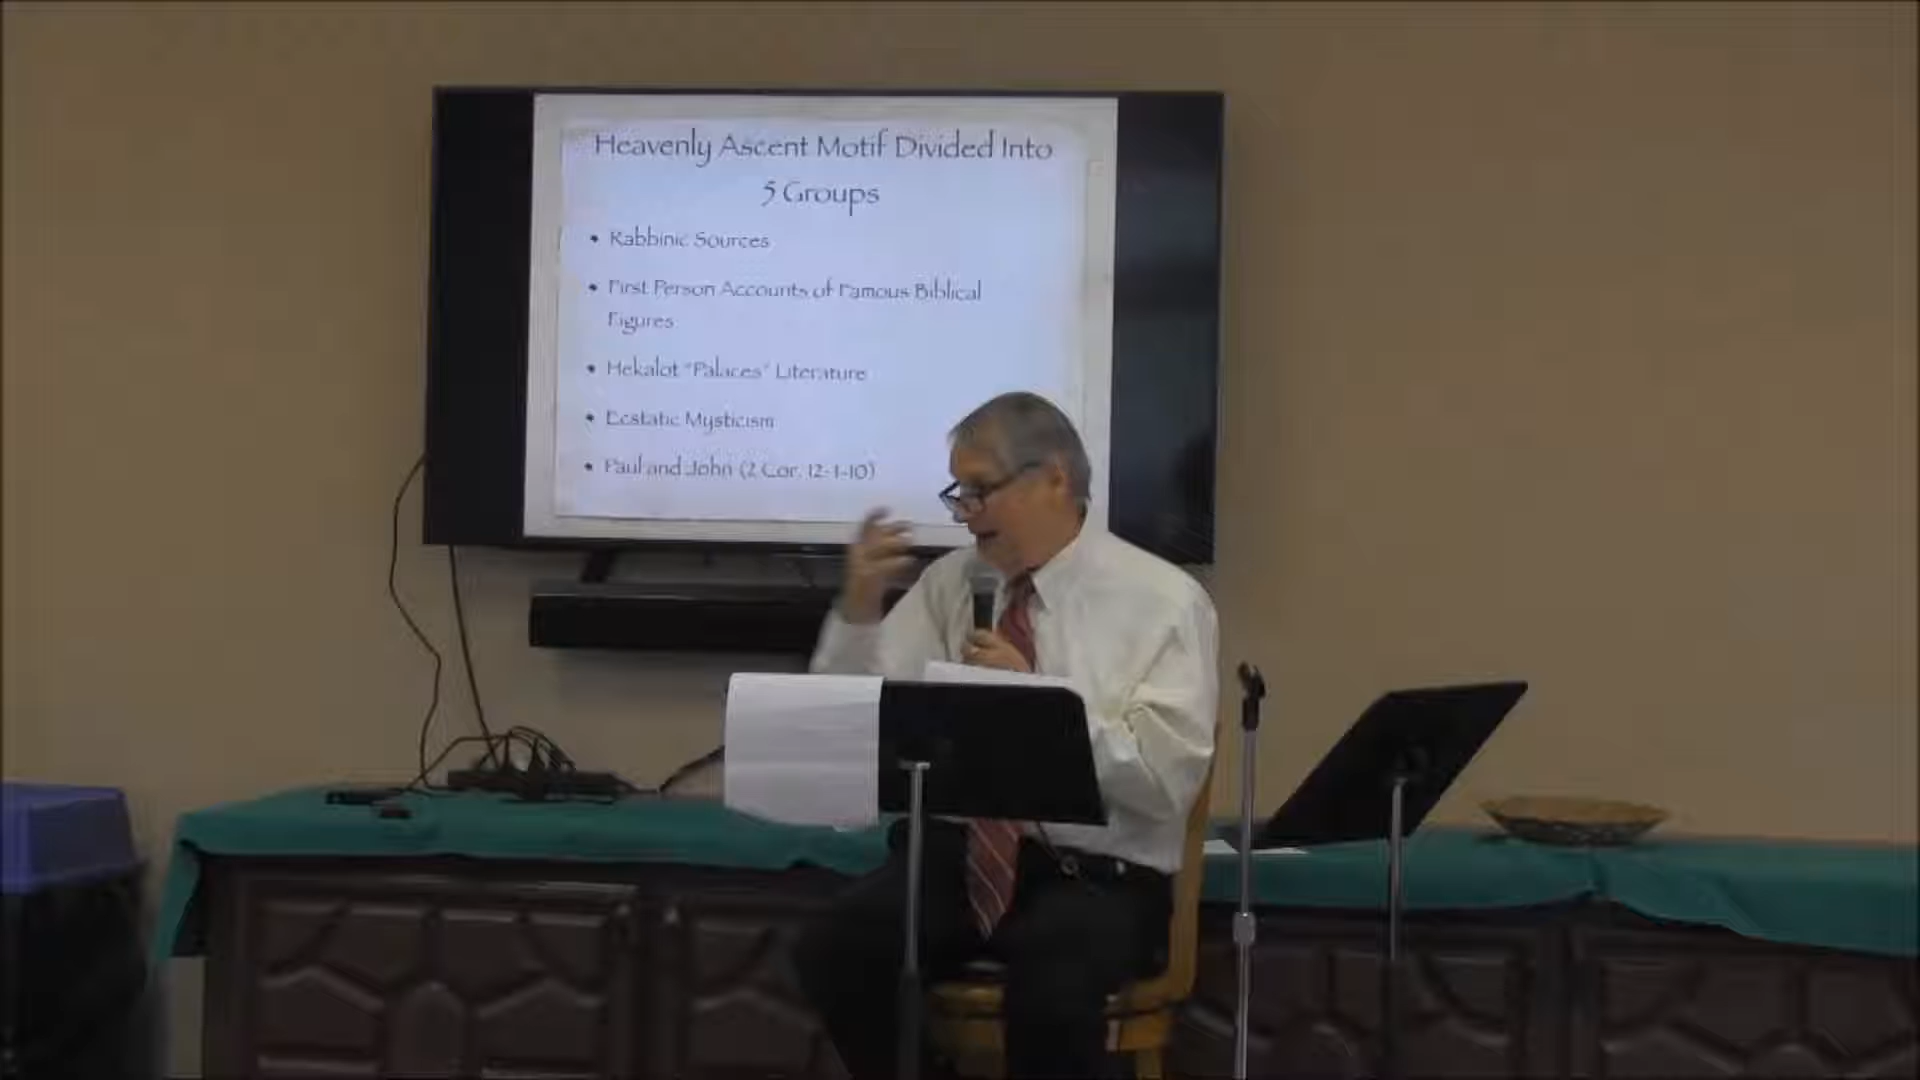 Heavenly Ascent Motif Divided Into
5 Groups
• Rabbinic Sources
• First Person Accounts of Famous Biblical
Figures
• Hekalot "Palaces" Literature
• Ecstatic Mysticism
• Paul and John (2 Cor. 12-1-10)